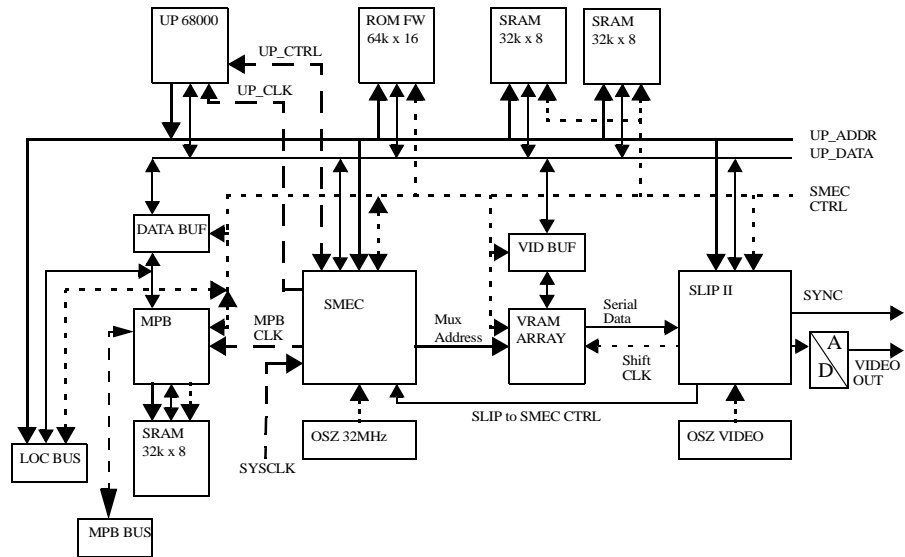 UP 68000
ROM FW
64k x 16
SRAM
32k x 8
SRAM
32k x 8
UP_CTRL
UP_CLK
UP_ADDR
UP_DATA
SMEC
CTRL
DATA BUF
VID BUF
SMEC
SLIP II
MPB
MPB
CLK
Mux
Address
VRAM
ARRAY
Serial
Data
Shift
CLK
SYNC
A
D
VIDEO
OUT
SLIP to SMEC CTRL
SRAM
32k x 8
OSZ 32MHz
OSZ VIDEO
LOC BUS
SYSCLK
MPB BUS